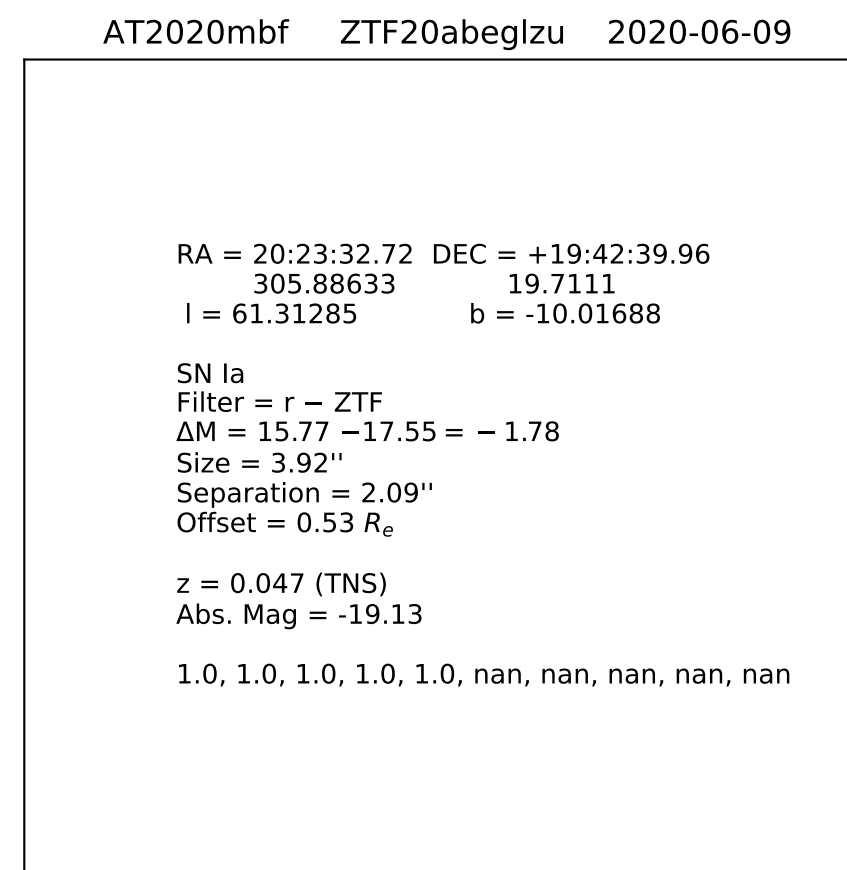 AT2020mbf ZTF20abeglzu 2020-06-09
RA = 20:23:32.72 DEC = +19:42:39.96
305.88633 19.7111
l = 61.31285 b = -10.01688
SN Ia
Filter = r − ZTF
ΔM = 15.77 −17.55 = − 1.78
Size = 3.92''
Separation = 2.09''
Offset = 0.53 Re
z = 0.047 (TNS)
Abs. Mag = -19.13
1.0, 1.0, 1.0, 1.0, 1.0, nan, nan, nan, nan, nan